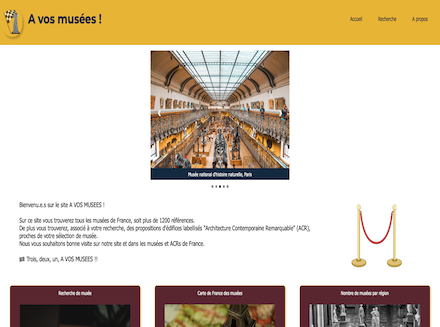 A vos musées !
Accueil
Recherche
A propos
Musée national d'histoire naturelle, Paris
Bienvenu.e.s sur le site A VOS MUSEES !
Sur ce site vous trouverez tous les musées de France, soit plus de 1200 références.
De plus vous trouverez, associé à votre recherche, des propositions d'édifices labellisés "Architecture Contemporaine Remarquable" (ACR),
proches de votre sélection de musée.
Nous vous souhaitons bonne visite sur notre site et dans les musées et ACRs de France.
Trois, deux, un, A VOS MUSEES !!
Recherche de musée
Carte de France des musées
Nombre de musées par région